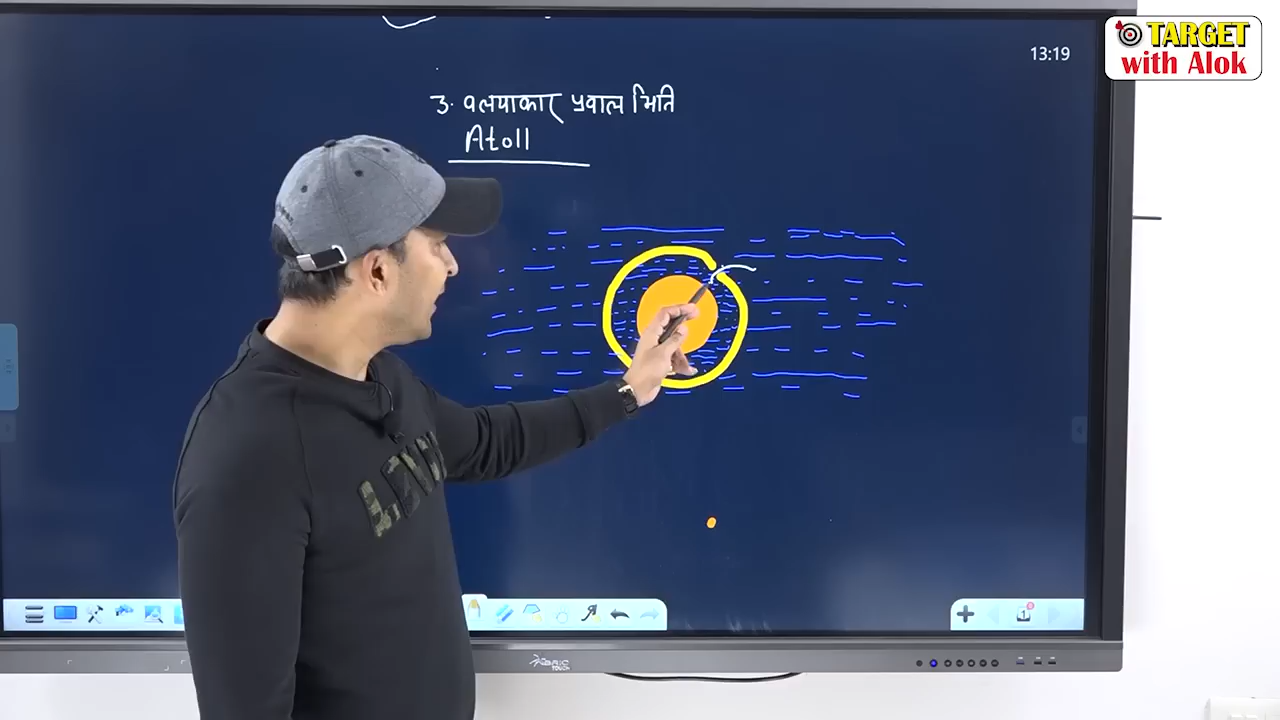 TARGET
with Alok
13:19
3. वलयाकार प्रवाल भिति
Atoll